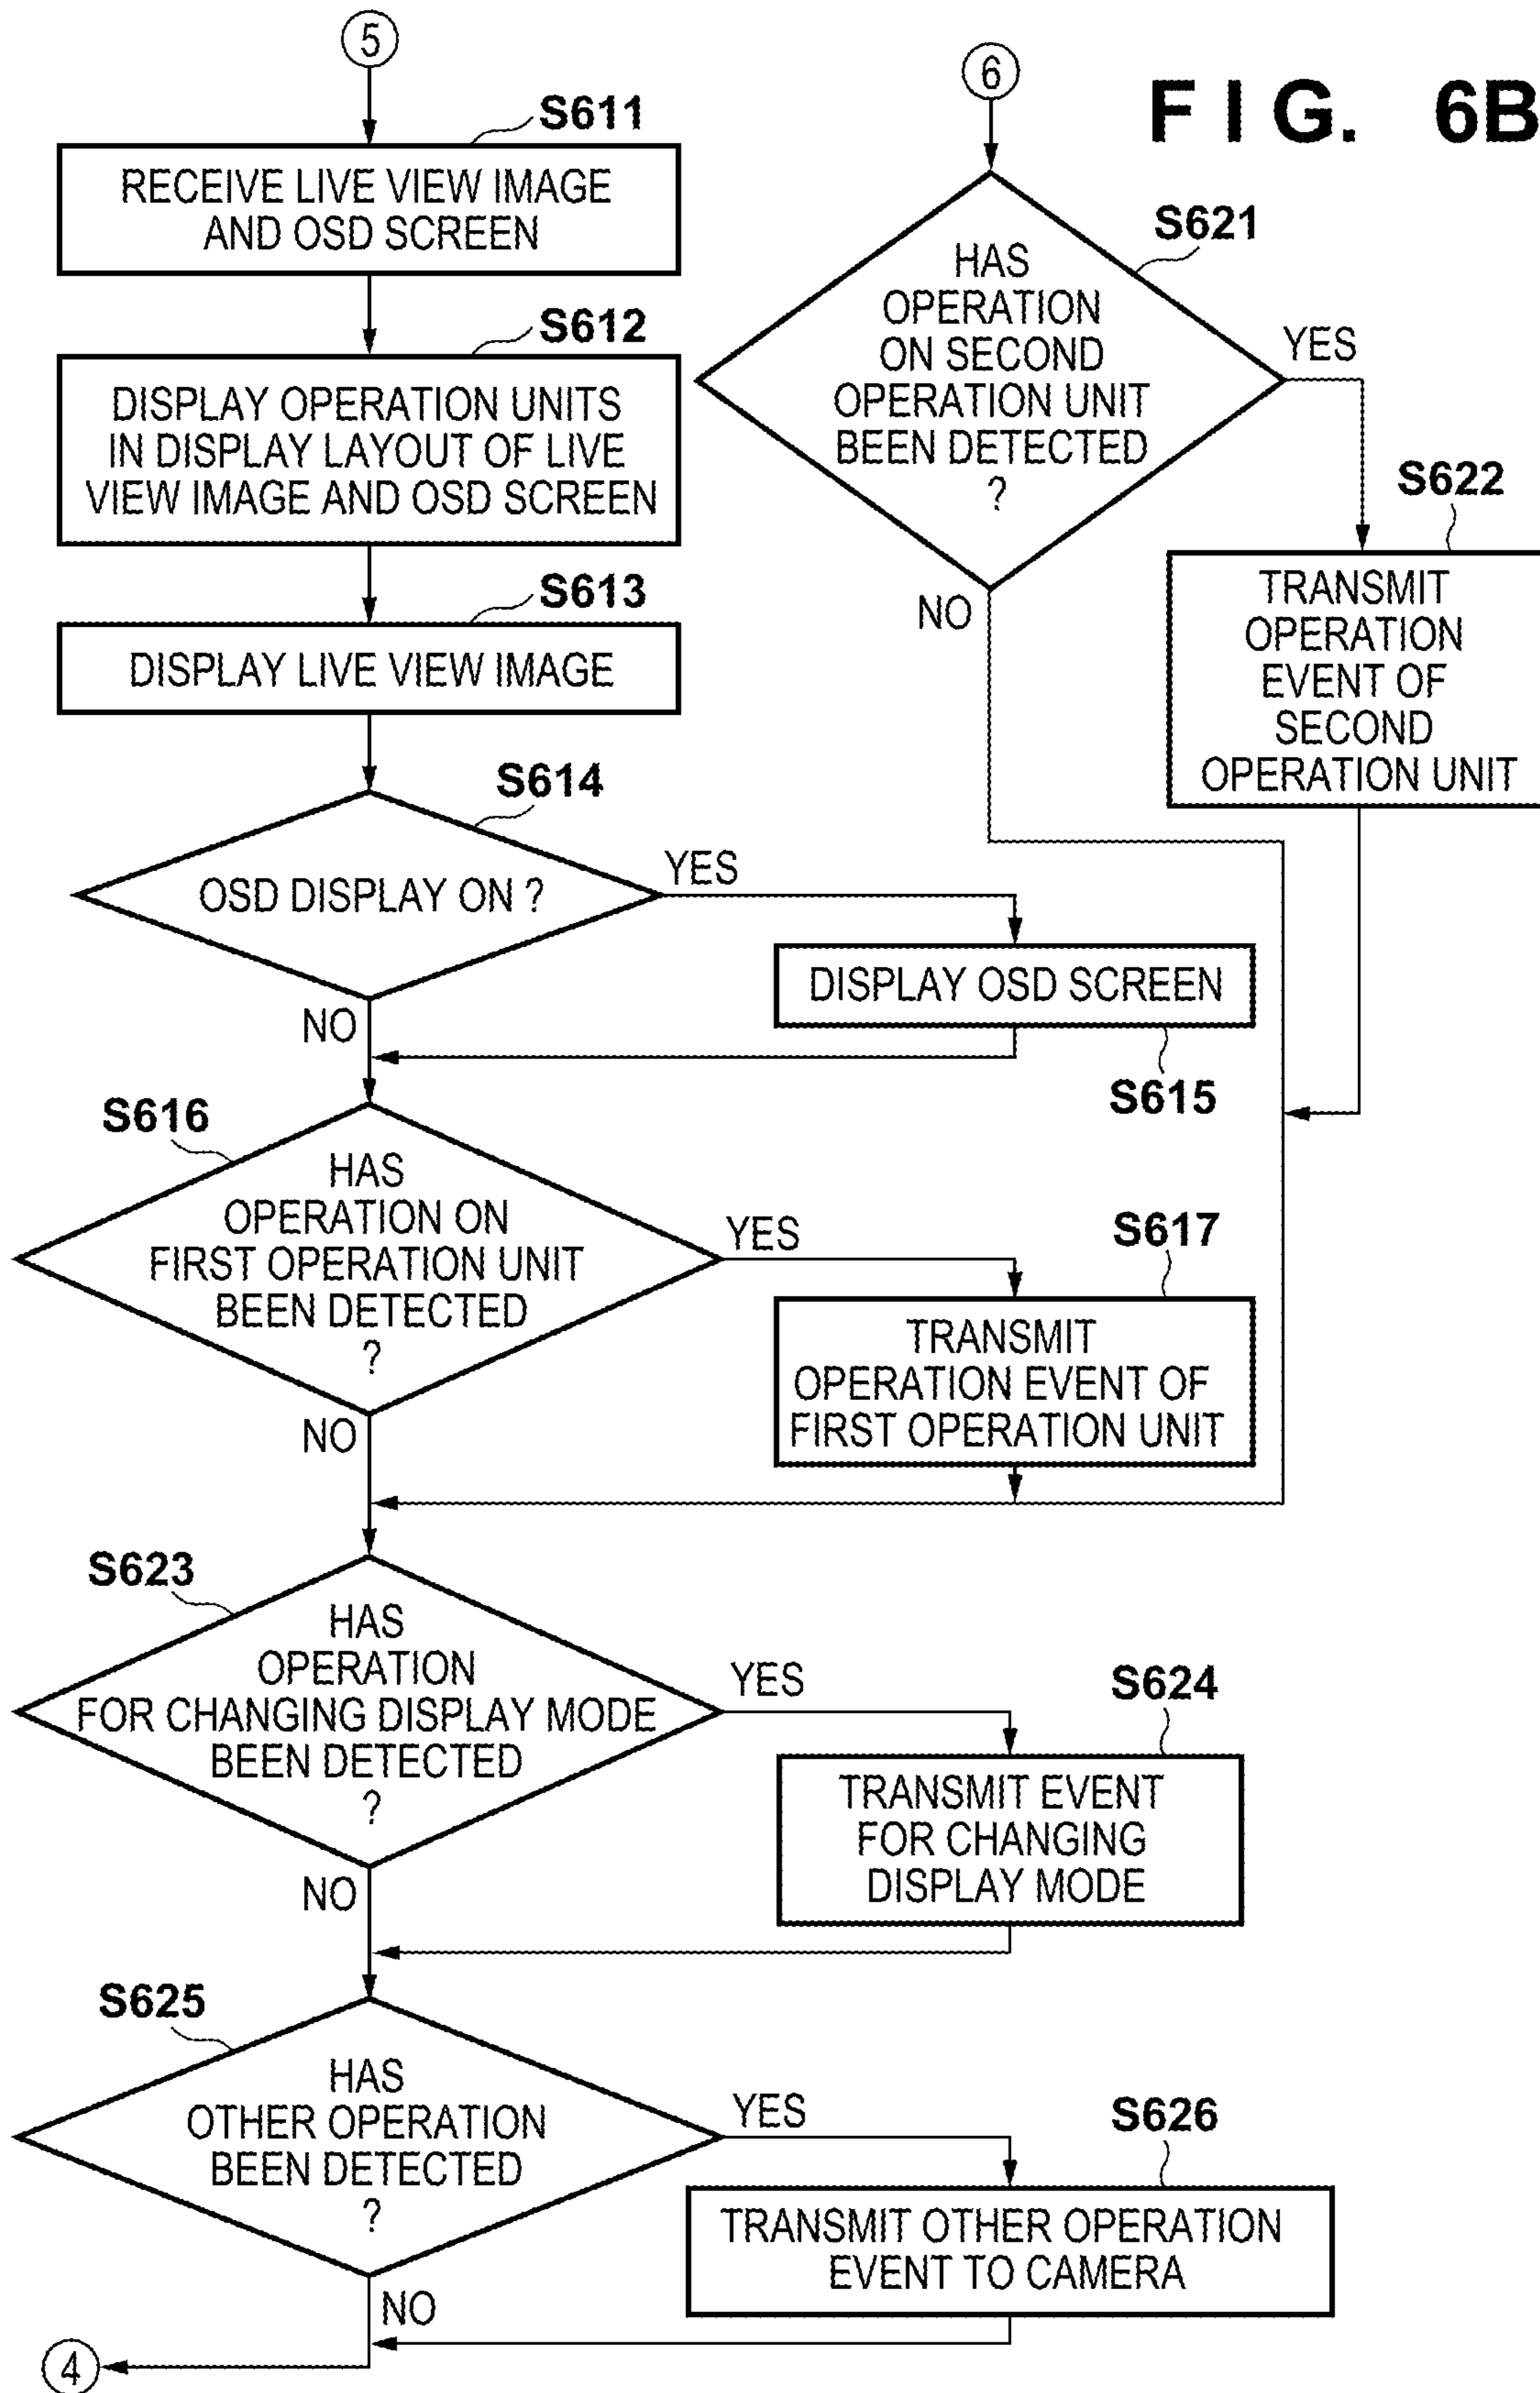 FIG. 6B
5
S611
RECEIVE LIVE VIEW IMAGE
AND OSD SCREEN
S612
DISPLAY OPERATION UNITS
IN DISPLAY LAYOUT OF LIVE
VIEW IMAGE AND OSD SCREEN
S613
DISPLAY LIVE VIEW IMAGE
S614
OSD DISPLAY ON ?
YES
NO
DISPLAY OSD SCREEN
S615
S616
HAS
OPERATION ON
FIRST OPERATION UNIT
BEEN DETECTED
?
YES
NO
S617
TRANSMIT
OPERATION EVENT OF
FIRST OPERATION UNIT
6
S621
HAS
OPERATION
ON SECOND
OPERATION UNIT
BEEN DETECTED
?
YES
NO
S622
TRANSMIT
OPERATION
EVENT OF
SECOND
OPERATION UNIT
S623
HAS
OPERATION
FOR CHANGING DISPLAY MODE
BEEN DETECTED
?
YES
NO
S624
TRANSMIT EVENT
FOR CHANGING
DISPLAY MODE
S625
HAS
OTHER OPERATION
BEEN DETECTED
?
YES
NO
S626
TRANSMIT OTHER OPERATION
EVENT TO CAMERA
4